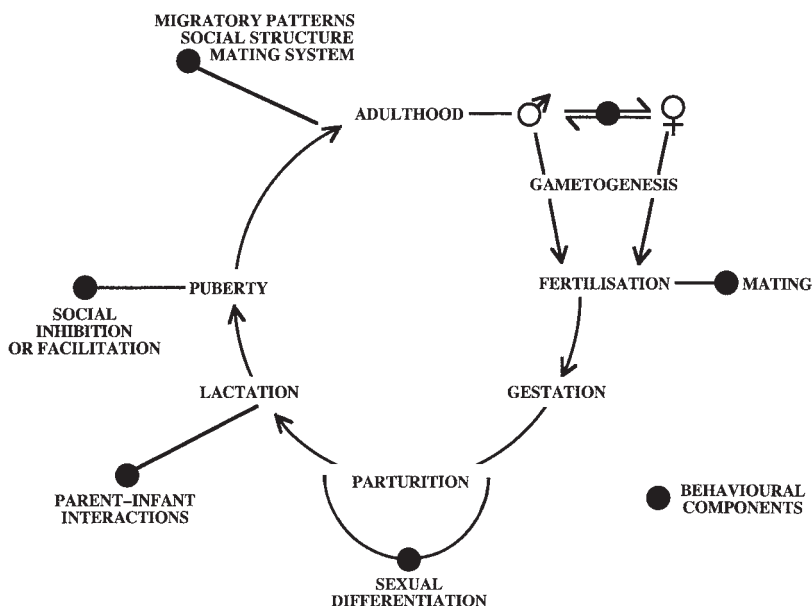 MIGRATORY PATTERNS
SOCIAL STRUCTURE
MATING SYSTEM
ADULTHOOD
GAMETOGENESIS
PUBERTY
FERTILISATION
MATING
SOCIAL
INHIBITION
OR FACILITATION
LACTATION
GESTATION
PARTURITION
PARENT–INFANT
INTERACTIONS
BEHAVIOURAL
COMPONENTS
SEXUAL
DIFFERENTIATION